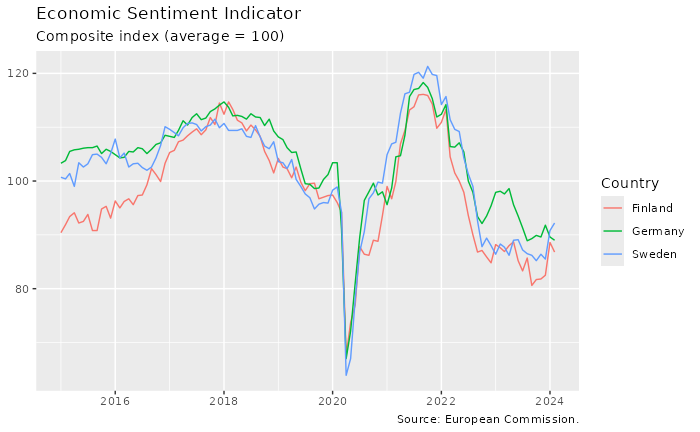 Economic Sentiment Indicator
Composite index (average = 100)
120
100
80
2016
2018
2020
2022
2024
Country
Finland
Germany
Sweden
Source: European Commission.